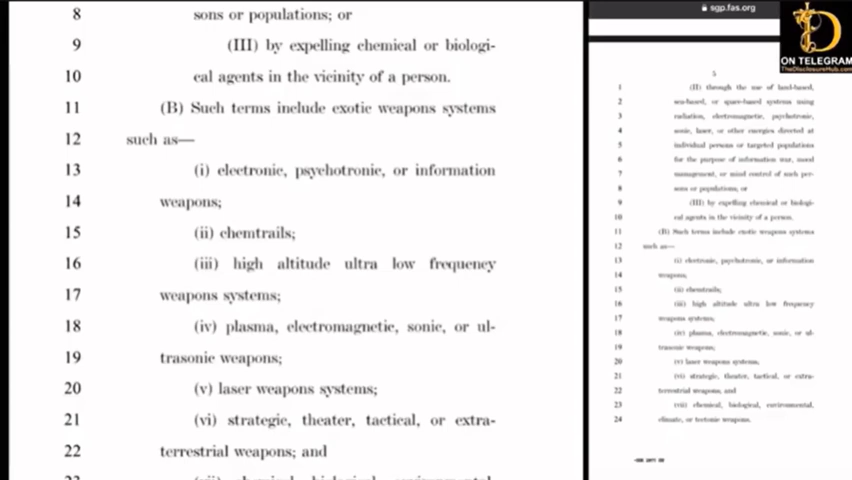 8 sons or populations; or
9 (III) by expelling chemical or biologi-
10 cal agents in the vicinity of a person.
11 (B) Such terms include exotic weapons systems
12 such as—
13 (i) electronic, psychotronic, or information
14 weapons;
15 (ii) chemtrails;
16 (iii) high altitude ultra low frequency
17 weapons systems;
18 (iv) plasma, electromagnetic, sonic, or ul-
19 trasonic weapons;
20 (v) laser weapons systems;
21 (vi) strategic, theater, tactical, or extra-
22 terrestrial weapons; and
sgp.fas.org
D
ON TELEGRAM
TheDisclosureHub.com
5
1 (II) through the use of land-based,
2 sea-based, or space-based systems using
3 radiation, electromagnetic, psychotronic,
4 sonic, laser, or other energies directed at
5 individual persons or targeted populations
6 for the purpose of information war, mood
7 management, or mind control of such per-
8 sons or populations; or
9 (III) by expelling chemical or biologi-
10 cal agents in the vicinity of a person.
11 (B) Such terms include exotic weapons systems
12 such as—
13 (i) electronic, psychotronic, or information
14 weapons;
15 (ii) chemtrails;
16 (iii) high altitude ultra low frequency
17 weapons systems;
18 (iv) plasma, electromagnetic, sonic, or ul-
19 trasonic weapons;
20 (v) laser weapons systems;
21 (vi) strategic, theater, tactical, or extra-
22 terrestrial weapons; and
23 (vii) chemical, biological, environmental,
24 climate, or tectonic weapons.